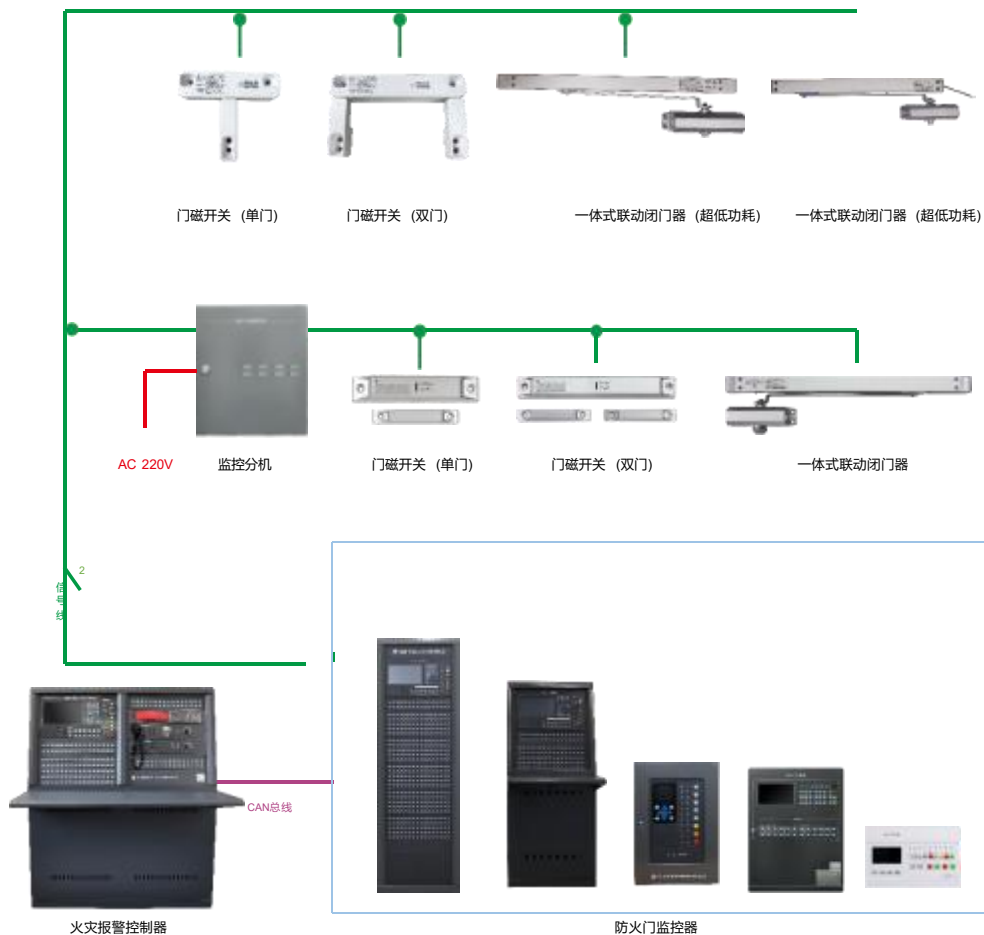 门磁开关 (单门)
门磁开关 (双门)
一体式联动闭门器 (超低功耗)
一体式联动闭门器 (超低功耗)
AC 220V
监控分机
门磁开关 (单门)
门磁开关 (双门)
一体式联动闭门器
2
信号线
CAN总线
火灾报警控制器
防火门监控器